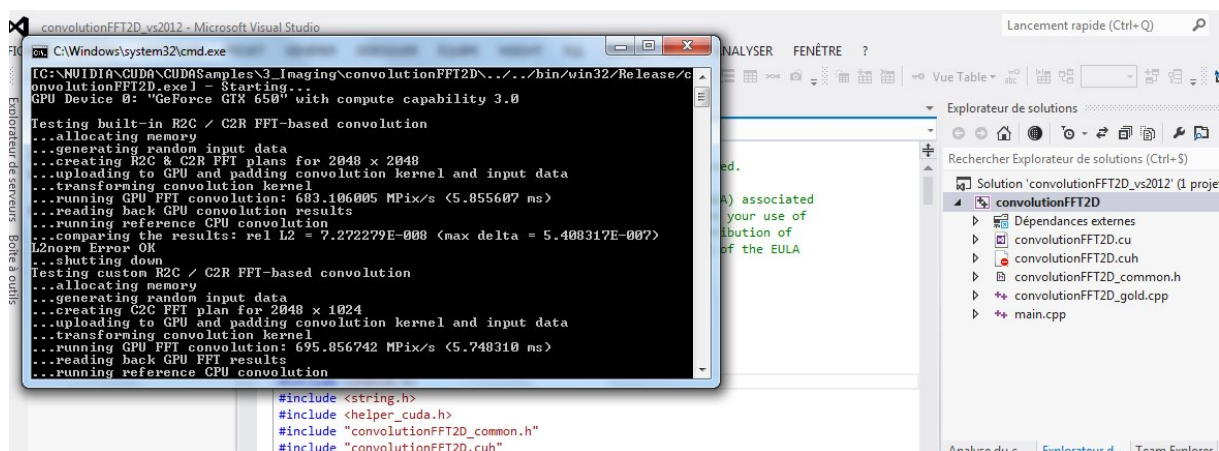 convolutionFFT2D_vs2012 - Microsoft Visual Studio
Lancement rapide (Ctrl+Q)
C:\Windows\system32\cmd.exe
ANALYSER FENÊTRE ?
[C:\NVIDIA\CUDA\CUDASamples\3_Imaging\convolutionFFT2D\../../bin/win32/Release/c
onvolutionFFT2D.exe] - Starting...
GPU Device 0: "GeForce GTX 650" with compute capability 3.0
Testing built-in R2C / C2R FFT-based convolution
...allocating memory
...generating random input data
...creating R2C & C2R FFT plans for 2048 x 2048
...uploading to GPU and padding convolution kernel and input data
...transforming convolution kernel
...running GPU FFT convolution: 683.106005 MPix/s (5.855607 ms)
...reading back GPU convolution results
...running reference CPU convolution
...comparing the results: rel L2 = 7.272279E-008 (max delta = 5.408317E-007)
L2norm Error OK
...shutting down
Testing custom R2C / C2R FFT-based convolution
...allocating memory
...generating random input data
...creating C2C FFT plan for 2048 x 1024
...uploading to GPU and padding convolution kernel and input data
...transforming convolution kernel
...running GPU FFT convolution: 695.856742 MPix/s (5.748310 ms)
...reading back GPU FFT results
...running reference CPU convolution
Explorateur de serveurs
Boîte à outils
ed.
A) associated
your use of
ibution of
of the EULA
#include <string.h>
#include <helper_cuda.h>
#include "convolutionFFT2D_common.h"
#include "convolutionFFT2D.cuh"
Vue Table
Explorateur de solutions
Rechercher Explorateur de solutions (Ctrl+$)
Solution 'convolutionFFT2D_vs2012' (1 proje
convolutionFFT2D
Dépendances externes
convolutionFFT2D.cu
convolutionFFT2D.cuh
convolutionFFT2D_common.h
convolutionFFT2D_gold.cpp
main.cpp
Analyse du c... Explorateur d... Team Explorer